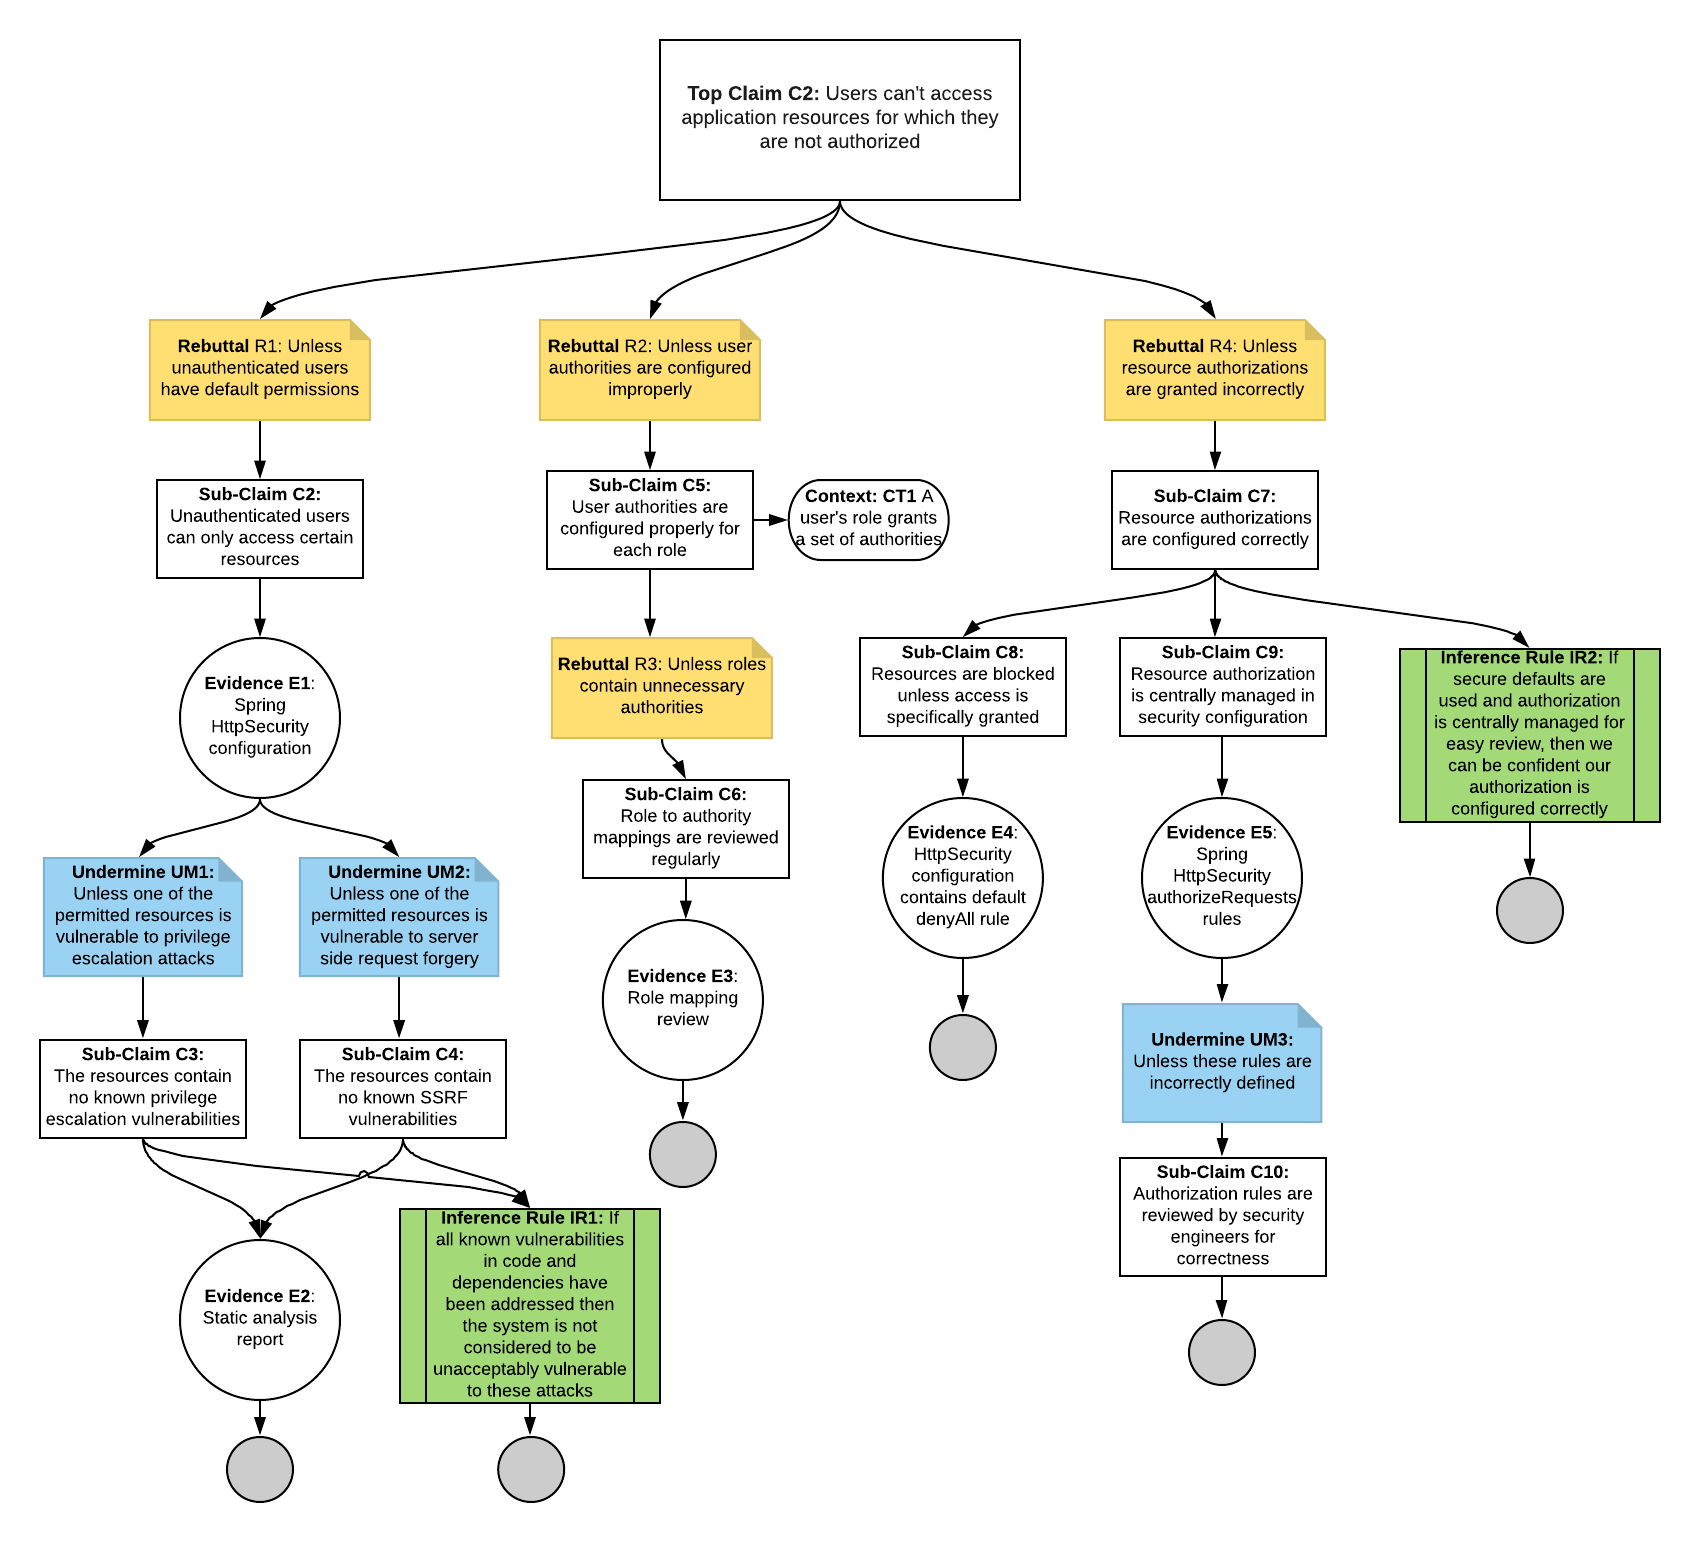 Top Claim C2: Users can't access
application resources for which they
are not authorized
Rebuttal R1: Unless
unauthenticated users
have default permissions
Rebuttal R2: Unless user
authorities are configured
improperly
Rebuttal R4: Unless
resource authorizations
are granted incorrectly
Sub-Claim C2:
Unauthenticated users
can only access certain
resources
Sub-Claim C5:
User authorities are
configured properly for
each role
Context: CT1 A
user's role grants
a set of authorities
Sub-Claim C7:
Resource authorizations
are configured correctly
Evidence E1:
Spring
HttpSecurity
configuration
Rebuttal R3: Unless roles
contain unnecessary
authorities
Sub-Claim C8:
Resources are blocked
unless access is
specifically granted
Sub-Claim C9:
Resource authorization
is centrally managed in
security configuration
Inference Rule IR2: If
secure defaults are
used and authorization
is centrally managed for
easy review, then we
can be confident our
authorization is
configured correctly
Undermine UM1:
Unless one of the
permitted resources is
vulnerable to privilege
escalation attacks
Undermine UM2:
Unless one of the
permitted resources is
vulnerable to server
side request forgery
Sub-Claim C6:
Role to authority
mappings are reviewed
regularly
Evidence E4:
HttpSecurity
configuration
contains default
denyAll rule
Evidence E5:
Spring
HttpSecurity
authorizeRequests
rules
Evidence E3:
Role mapping
review
Undermine UM3:
Unless these rules are
incorrectly defined
Sub-Claim C3:
The resources contain
no known privilege
escalation vulnerabilities
Sub-Claim C4:
The resources contain
no known SSRF
vulnerabilities
Sub-Claim C10:
Authorization rules are
reviewed by security
engineers for
correctness
Evidence E2:
Static analysis
report
Inference Rule IR1: If
all known vulnerabilities
in code and
dependencies have
been addressed then
the system is not
considered to be
unacceptably vulnerable
to these attacks